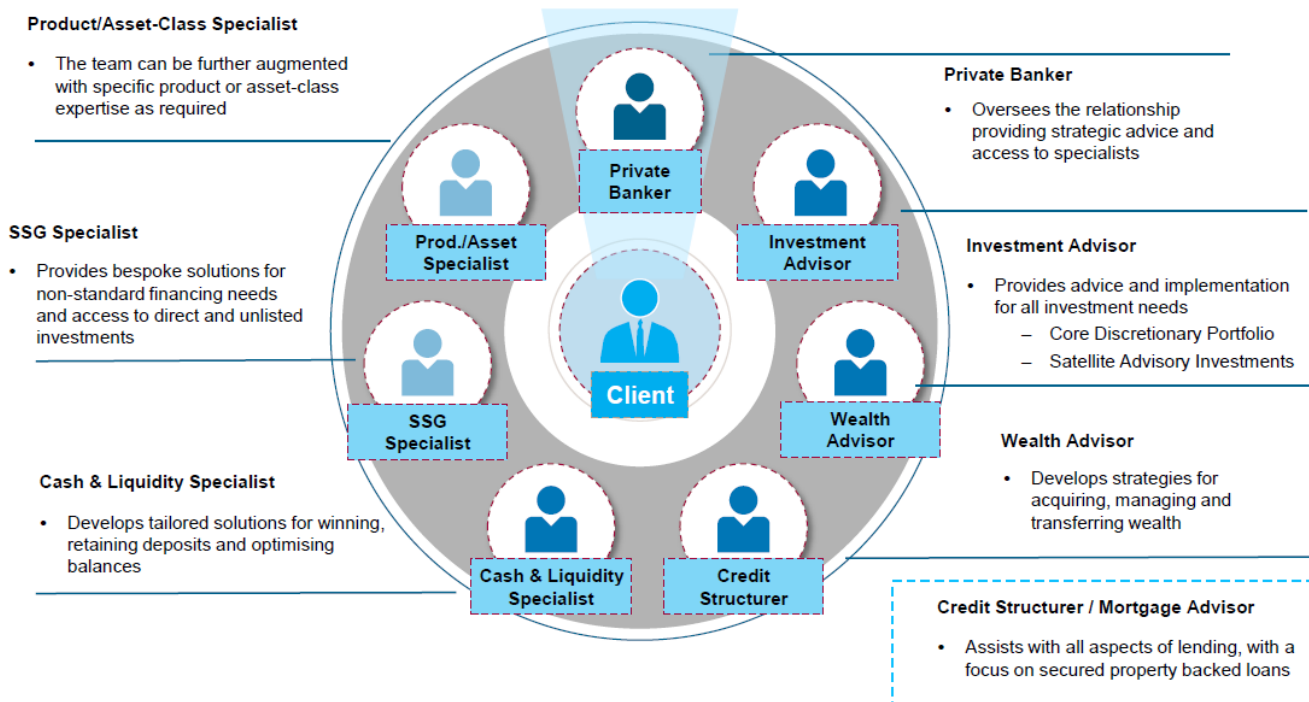 Product/Asset-Class Specialist
• The team can be further augmented
with specific product or asset-class
expertise as required
SSG Specialist
• Provides bespoke solutions for
non-standard financing needs
and access to direct and unlisted
investments
Cash & Liquidity Specialist
• Develops tailored solutions for winning,
retaining deposits and optimising
balances
Private
Banker
Prod./Asset
Specialist
Investment
Advisor
Client
SSG
Specialist
Wealth
Advisor
Cash & Liquidity
Specialist
Credit
Structurer
Private Banker
• Oversees the relationship
providing strategic advice and
access to specialists
Investment Advisor
• Provides advice and implementation
for all investment needs
– Core Discretionary Portfolio
– Satellite Advisory Investments
Wealth Advisor
• Develops strategies for
acquiring, managing and
transferring wealth
Credit Structurer / Mortgage Advisor
• Assists with all aspects of lending, with a
focus on secured property backed loans